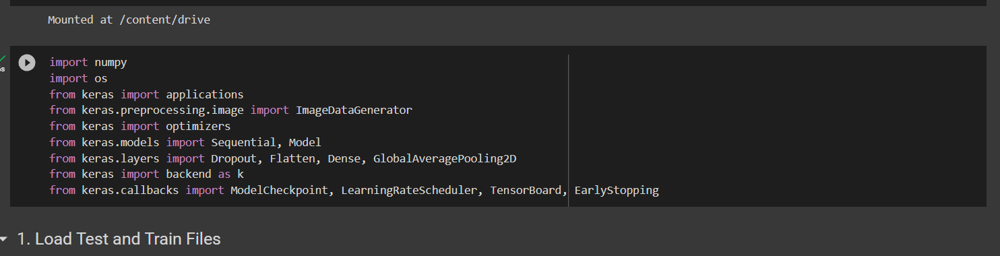 Mounted at /content/drive
import numpy
import os
from keras import applications
from keras.preprocessing.image import ImageDataGenerator
from keras import optimizers
from keras.models import Sequential, Model
from keras.layers import Dropout, Flatten, Dense, GlobalAveragePooling2D
from keras import backend as k
from keras.callbacks import ModelCheckpoint, LearningRateScheduler, TensorBoard, EarlyStopping
1. Load Test and Train Files